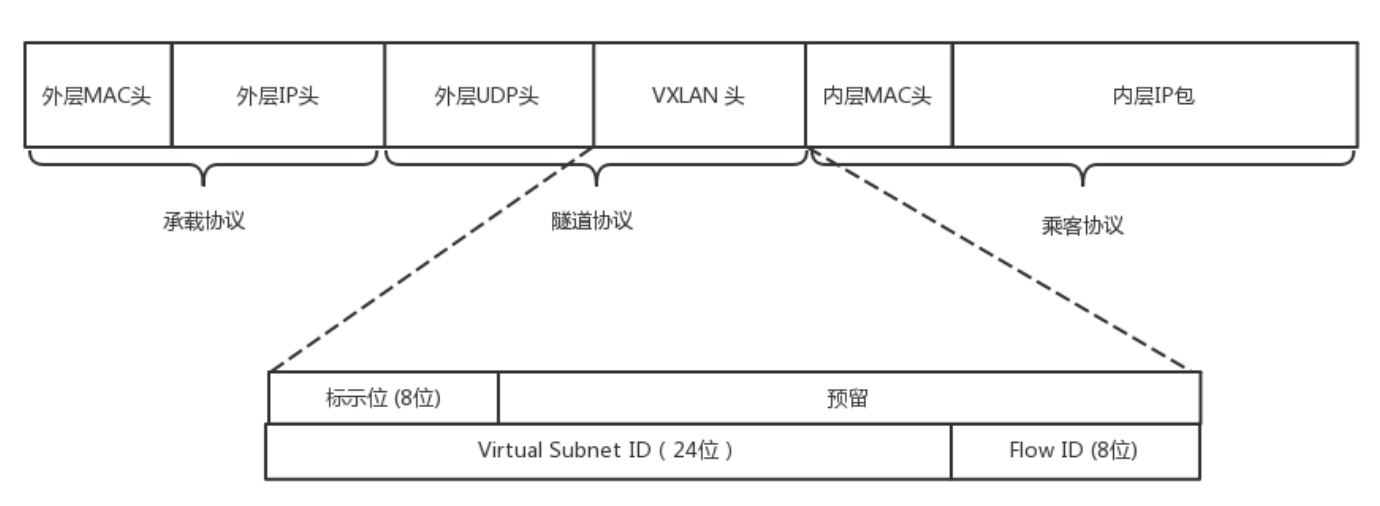 外层MAC头
外层IP头
外层UDP头
VXLAN 头
内层MAC头
内层IP包
承载协议
隧道协议
乘客协议
标示位 (8位)
预留
Virtual Subnet ID ( 24位 )
Flow ID (8位)